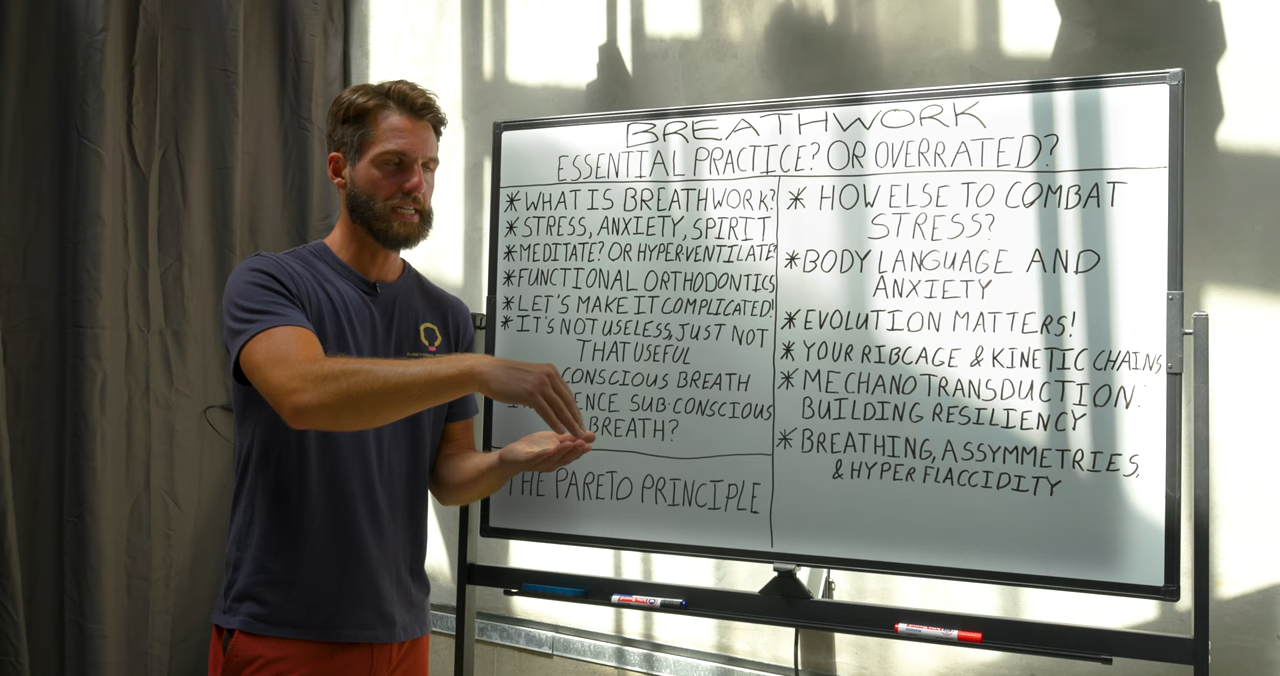 BREATHWORK
ESSENTIAL PRACTICE? OR OVERRATED?
* WHAT IS BREATHWORK?
* STRESS, ANXIETY, SPIRIT
* MEDITATE? OR HYPERVENTILATE?
* FUNCTIONAL ORTHODONTICS
* LET'S MAKE IT COMPLICATED!
* IT'S NOT USELESS, JUST NOT
THAT USEFUL
CONSCIOUS BREATH
SUB-CONSCIOUS
BREATH?
THE PARETO PRINCIPLE
* HOW ELSE TO COMBAT
STRESS?
* BODY LANGUAGE AND
ANXIETY
* EVOLUTION MATTERS!
* YOUR RIBCAGE & KINETIC CHAINS
* MECHANOTRANSDUCTION:
BUILDING RESILIENCY
* BREATHING, ASSYMMETRIES,
& HYPER FLACCIDITY